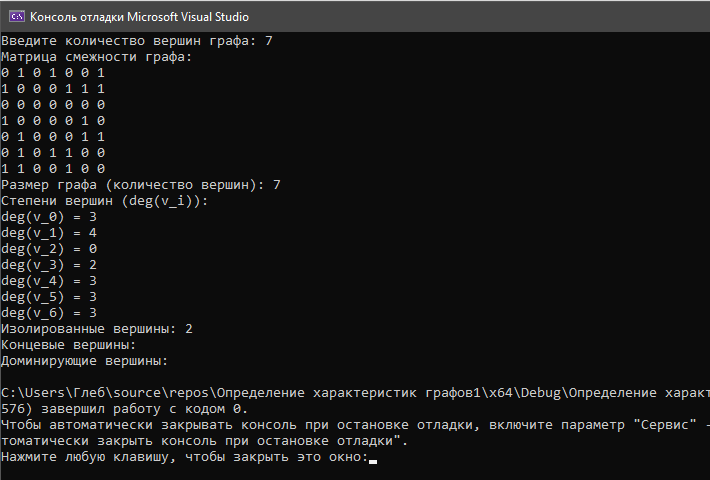 Консоль отладки Microsoft Visual Studio
Введите количество вершин графа: 7
Матрица смежности графа:
0 1 0 1 0 0 1
1 0 0 0 1 1 1
0 0 0 0 0 0 0
1 0 0 0 0 1 0
0 1 0 0 0 1 1
0 1 0 1 1 0 0
1 1 0 0 1 0 0
Размер графа (количество вершин): 7
Степени вершин (deg(v_i)):
deg(v_0) = 3
deg(v_1) = 4
deg(v_2) = 0
deg(v_3) = 2
deg(v_4) = 3
deg(v_5) = 3
deg(v_6) = 3
Изолированные вершины: 2
Концевые вершины:
Доминирующие вершины:
C:\Users\Глеб\source\repos\Определение характеристик графов1\x64\Debug\Определение характ
576) завершил работу с кодом 0.
Чтобы автоматически закрывать консоль при остановке отладки, включите параметр "Сервис" -
томатически закрыть консоль при остановке отладки".
Нажмите любую клавишу, чтобы закрыть это окно: